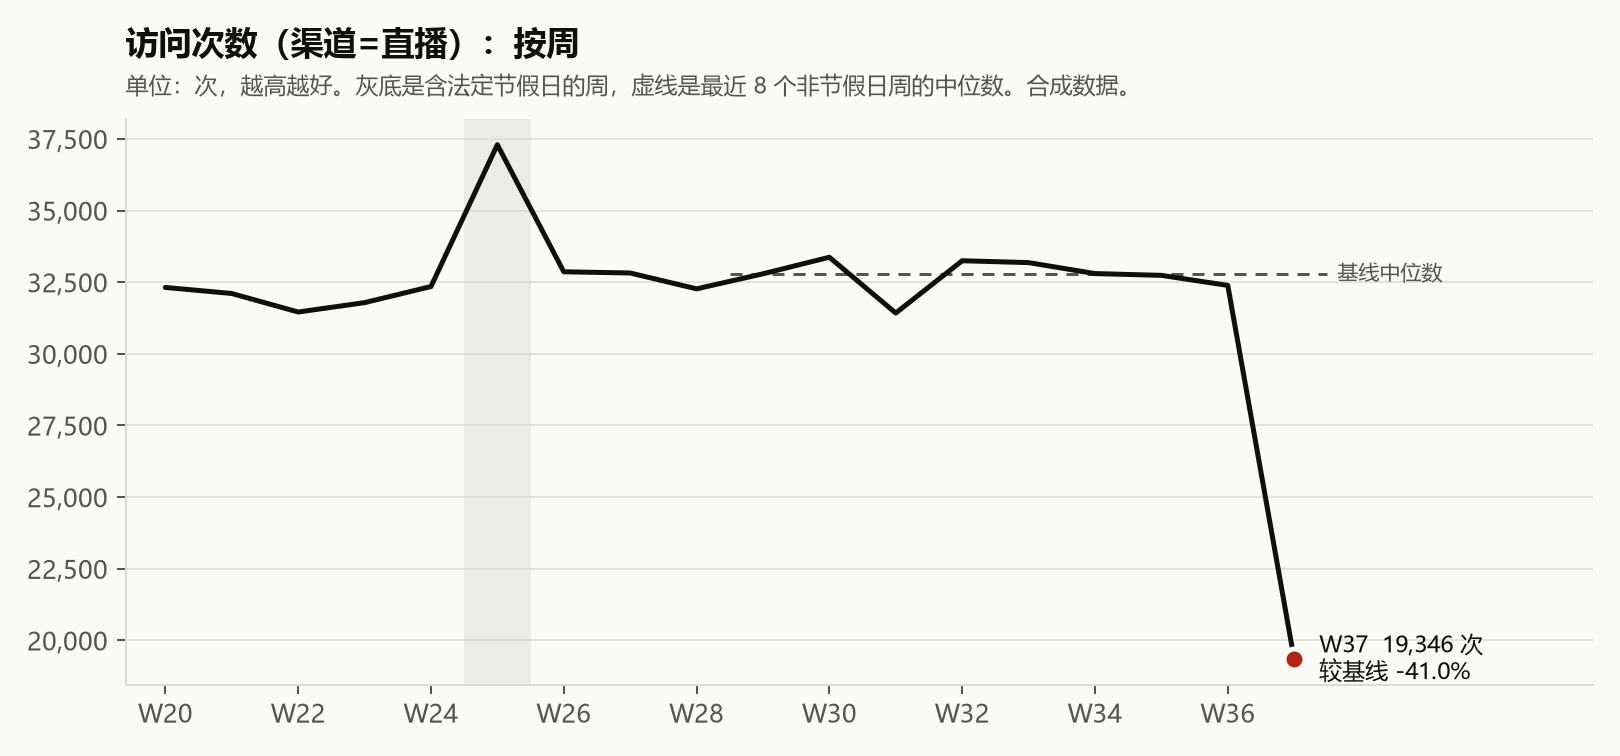 访问次数（渠道=直播）：按周
单位：次，越高越好。灰底是含法定节假日的周，虚线是最近 8 个非节假日周的中位数。合成数据。
37,500
35,000
32,500
30,000
27,500
25,000
22,500
20,000
基线中位数
W37 19,346 次
较基线 -41.0%
W20 W22 W24 W26 W28 W30 W32 W34 W36